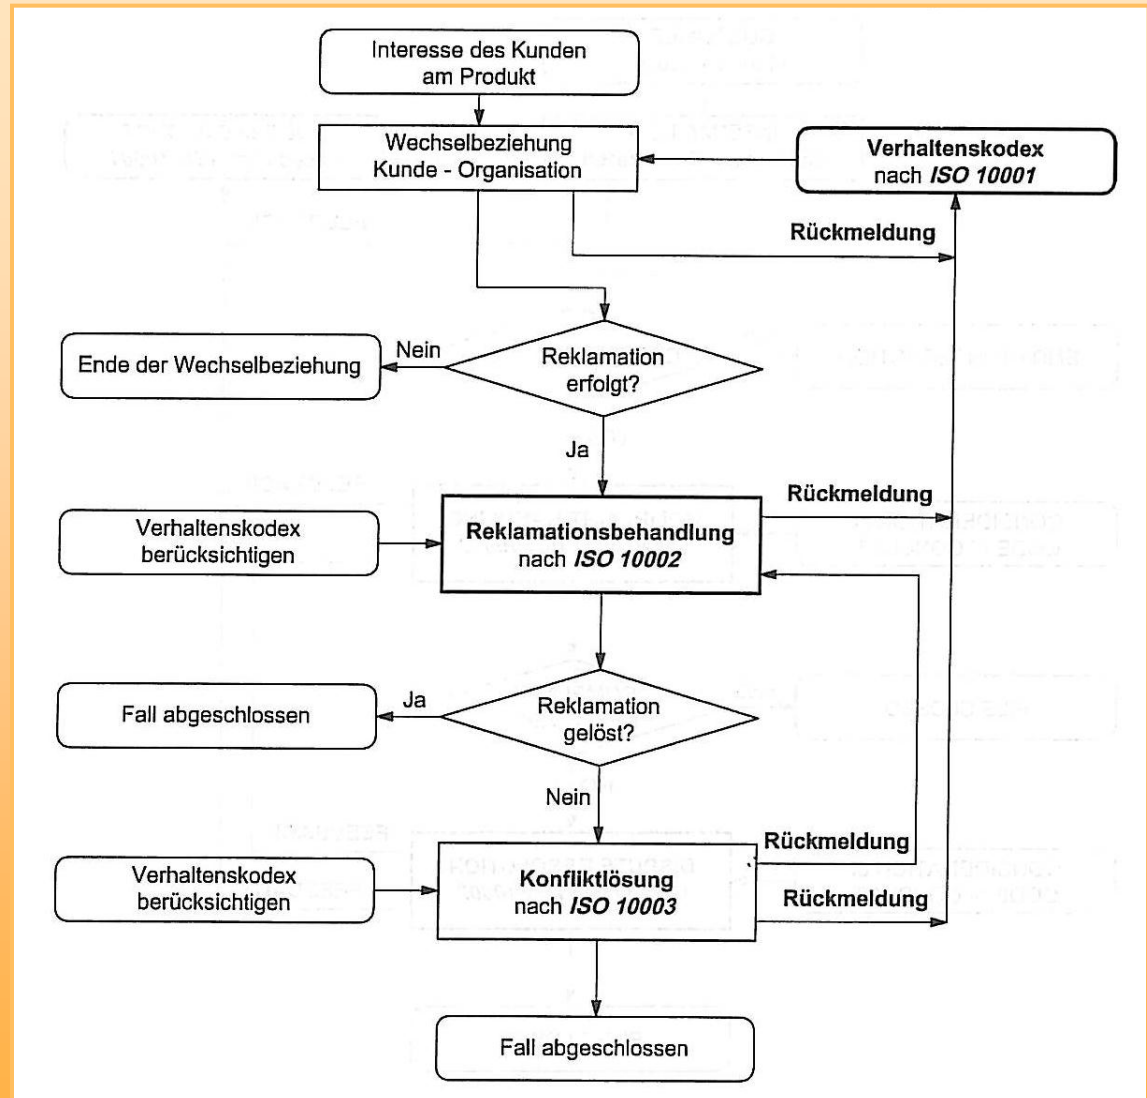 Interesse des Kunden
am Produkt
Wechselbeziehung
Kunde - Organisation
Verhaltenskodex
nach ISO 10001
Rückmeldung
Ende der Wechselbeziehung
Nein
Reklamation
erfolgt?
Ja
Rückmeldung
Verhaltenskodex
berücksichtigen
Reklamationsbehandlung
nach ISO 10002
Fall abgeschlossen
Ja
Reklamation
gelöst?
Nein
Rückmeldung
Verhaltenskodex
berücksichtigen
Konfliktlösung
nach ISO 10003
Rückmeldung
Fall abgeschlossen